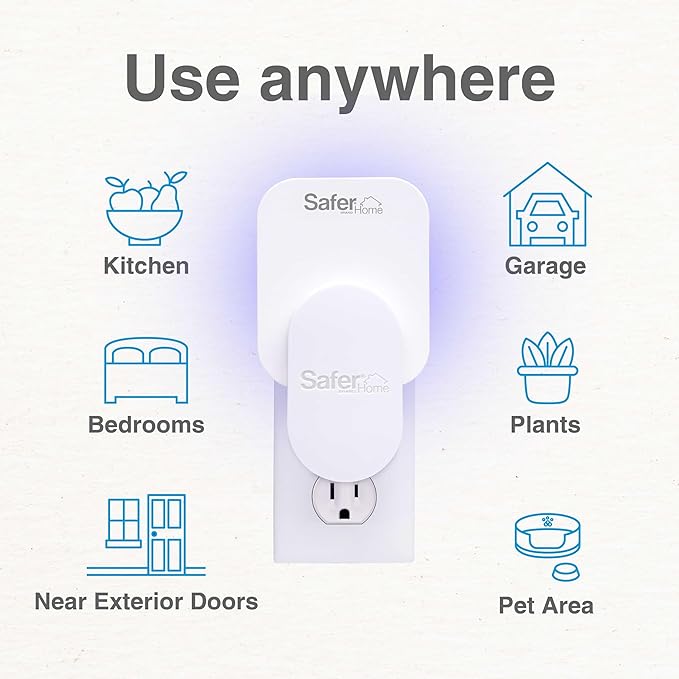 Use anywhere
Safer Home
Kitchen
Garage
Safer Home
Bedrooms
Plants
Near Exterior Doors
Pet Area